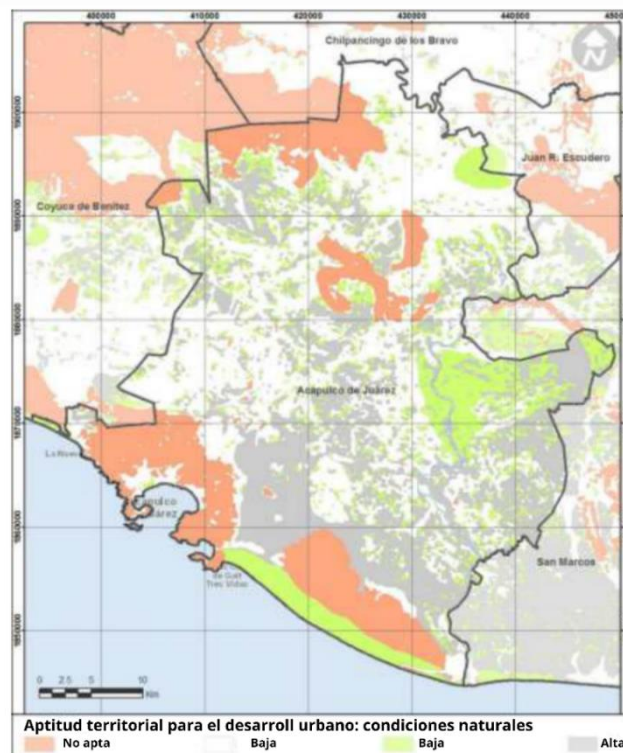 400000 410000 420000 430000 440000 450
Chilpancingo de los Bravo
N
1900000
Juan R. Escudero
Coyuca de Benítez
Acapulco de Juárez
San Marcos
0 2.5 5 10
Km
Aptitud territorial para el desarroll urbano: condiciones naturales
No apta Baja Baja Alta